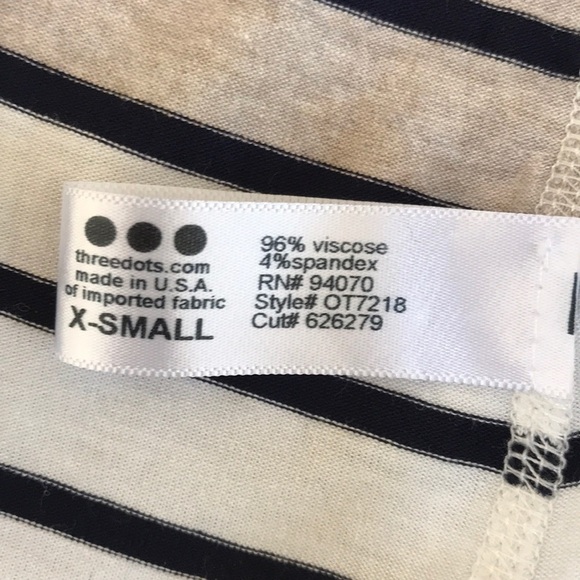 threedots.com
made in U.S.A.
of imported fabric
X-SMALL
96% viscose
4%spandex
RN# 94070
Style# OT7218
Cut# 626279